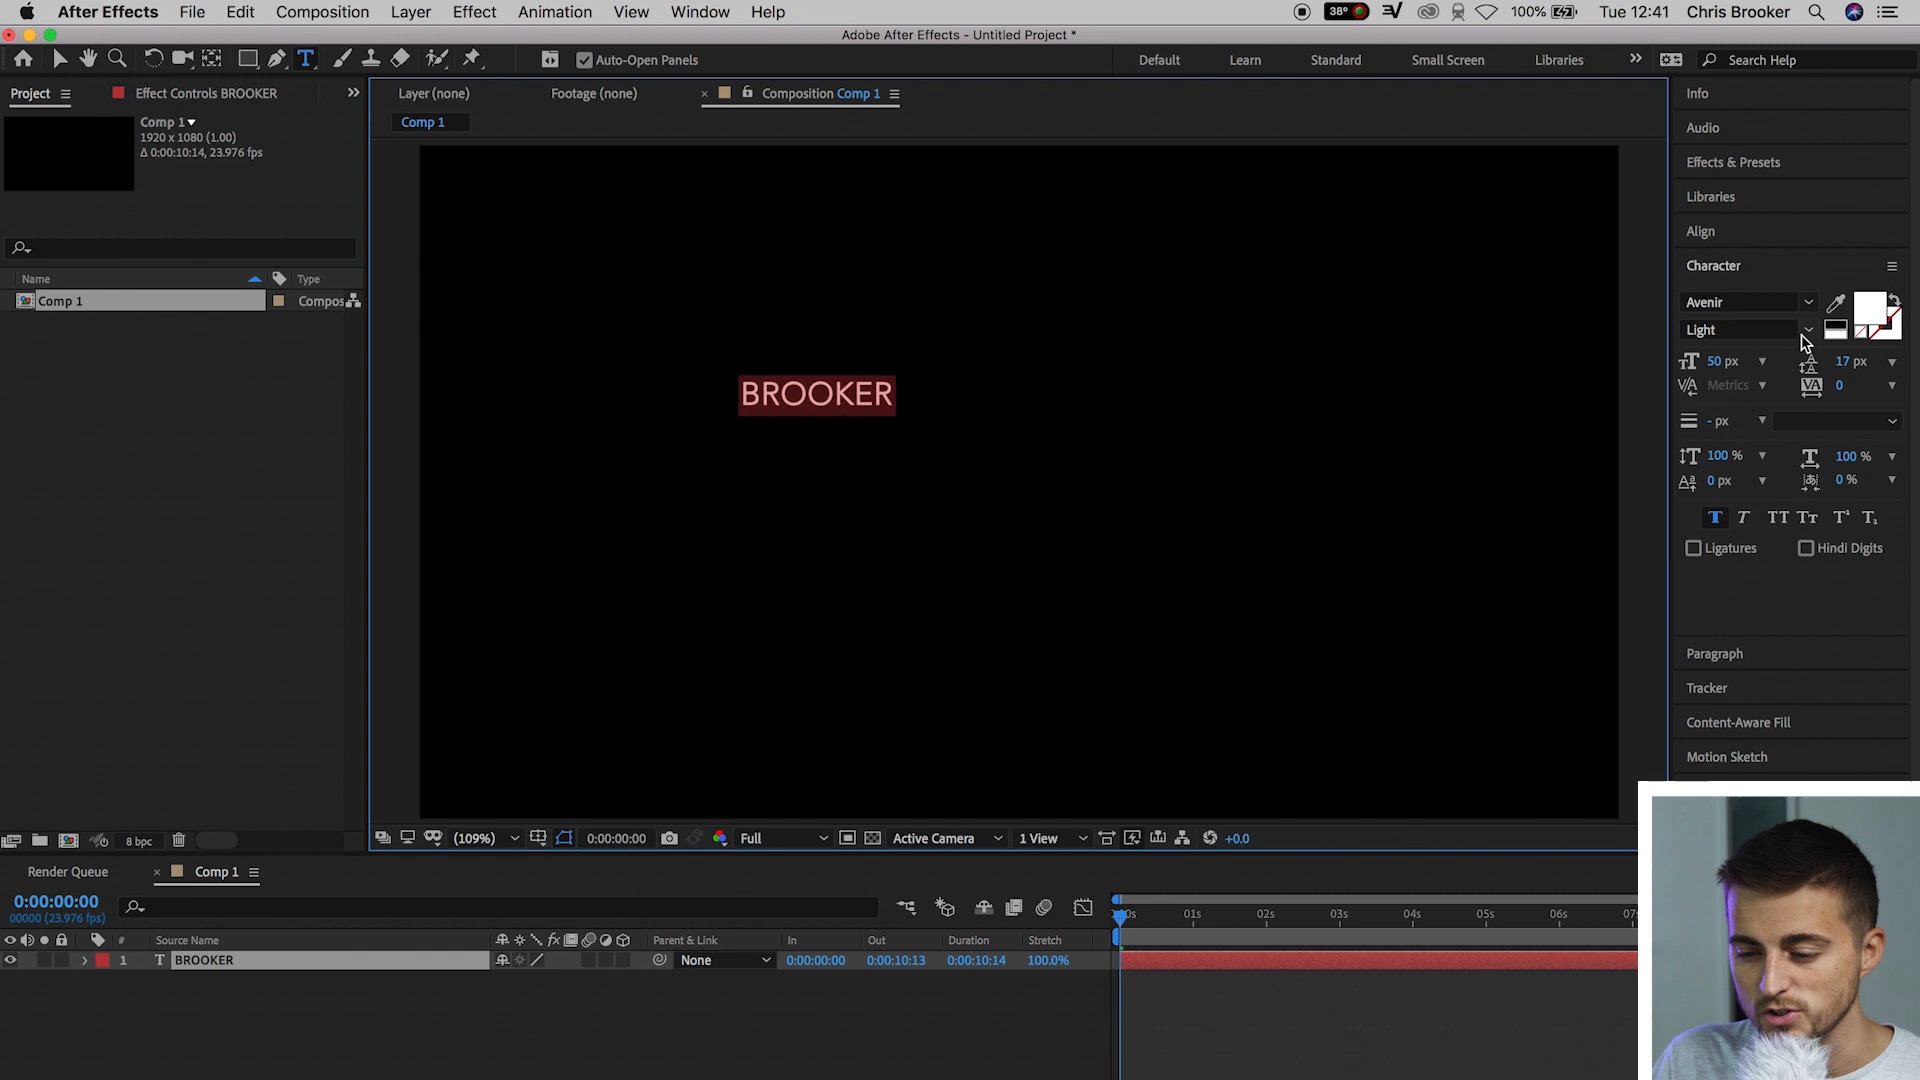 After Effects File Edit Composition Layer Effect Animation View Window Help 38° 100% Tue 12:41 Chris Brooker
Adobe After Effects - Untitled Project *
T Auto-Open Panels Default Learn Standard Small Screen Libraries Search Help
Project Effect Controls BROOKER Layer (none) Footage (none) Composition Comp 1
Comp 1
Comp 1
1920 x 1080 (1.00)
Δ 0:00:10:14, 23.976 fps
Name Type
Comp 1 Compos
BROOKER
Info
Audio
Effects & Presets
Libraries
Align
Character
Avenir
Light
50 px 17 px
Metrics 0
- px
100 % 100 %
0 px 0 %
T T TT Tт T¹ T₁
Ligatures Hindi Digits
Paragraph
Tracker
Content-Aware Fill
Motion Sketch
8 bpc (109%) 0:00:00:00 Full Active Camera 1 View +0.0
Render Queue Comp 1
0:00:00:00
00000 (23.976 fps)
01s 02s 03s 04s 05s 06s
# Source Name fx Parent & Link In Out Duration Stretch
1 T BROOKER None 0:00:00:00 0:00:10:13 0:00:10:14 100.0%